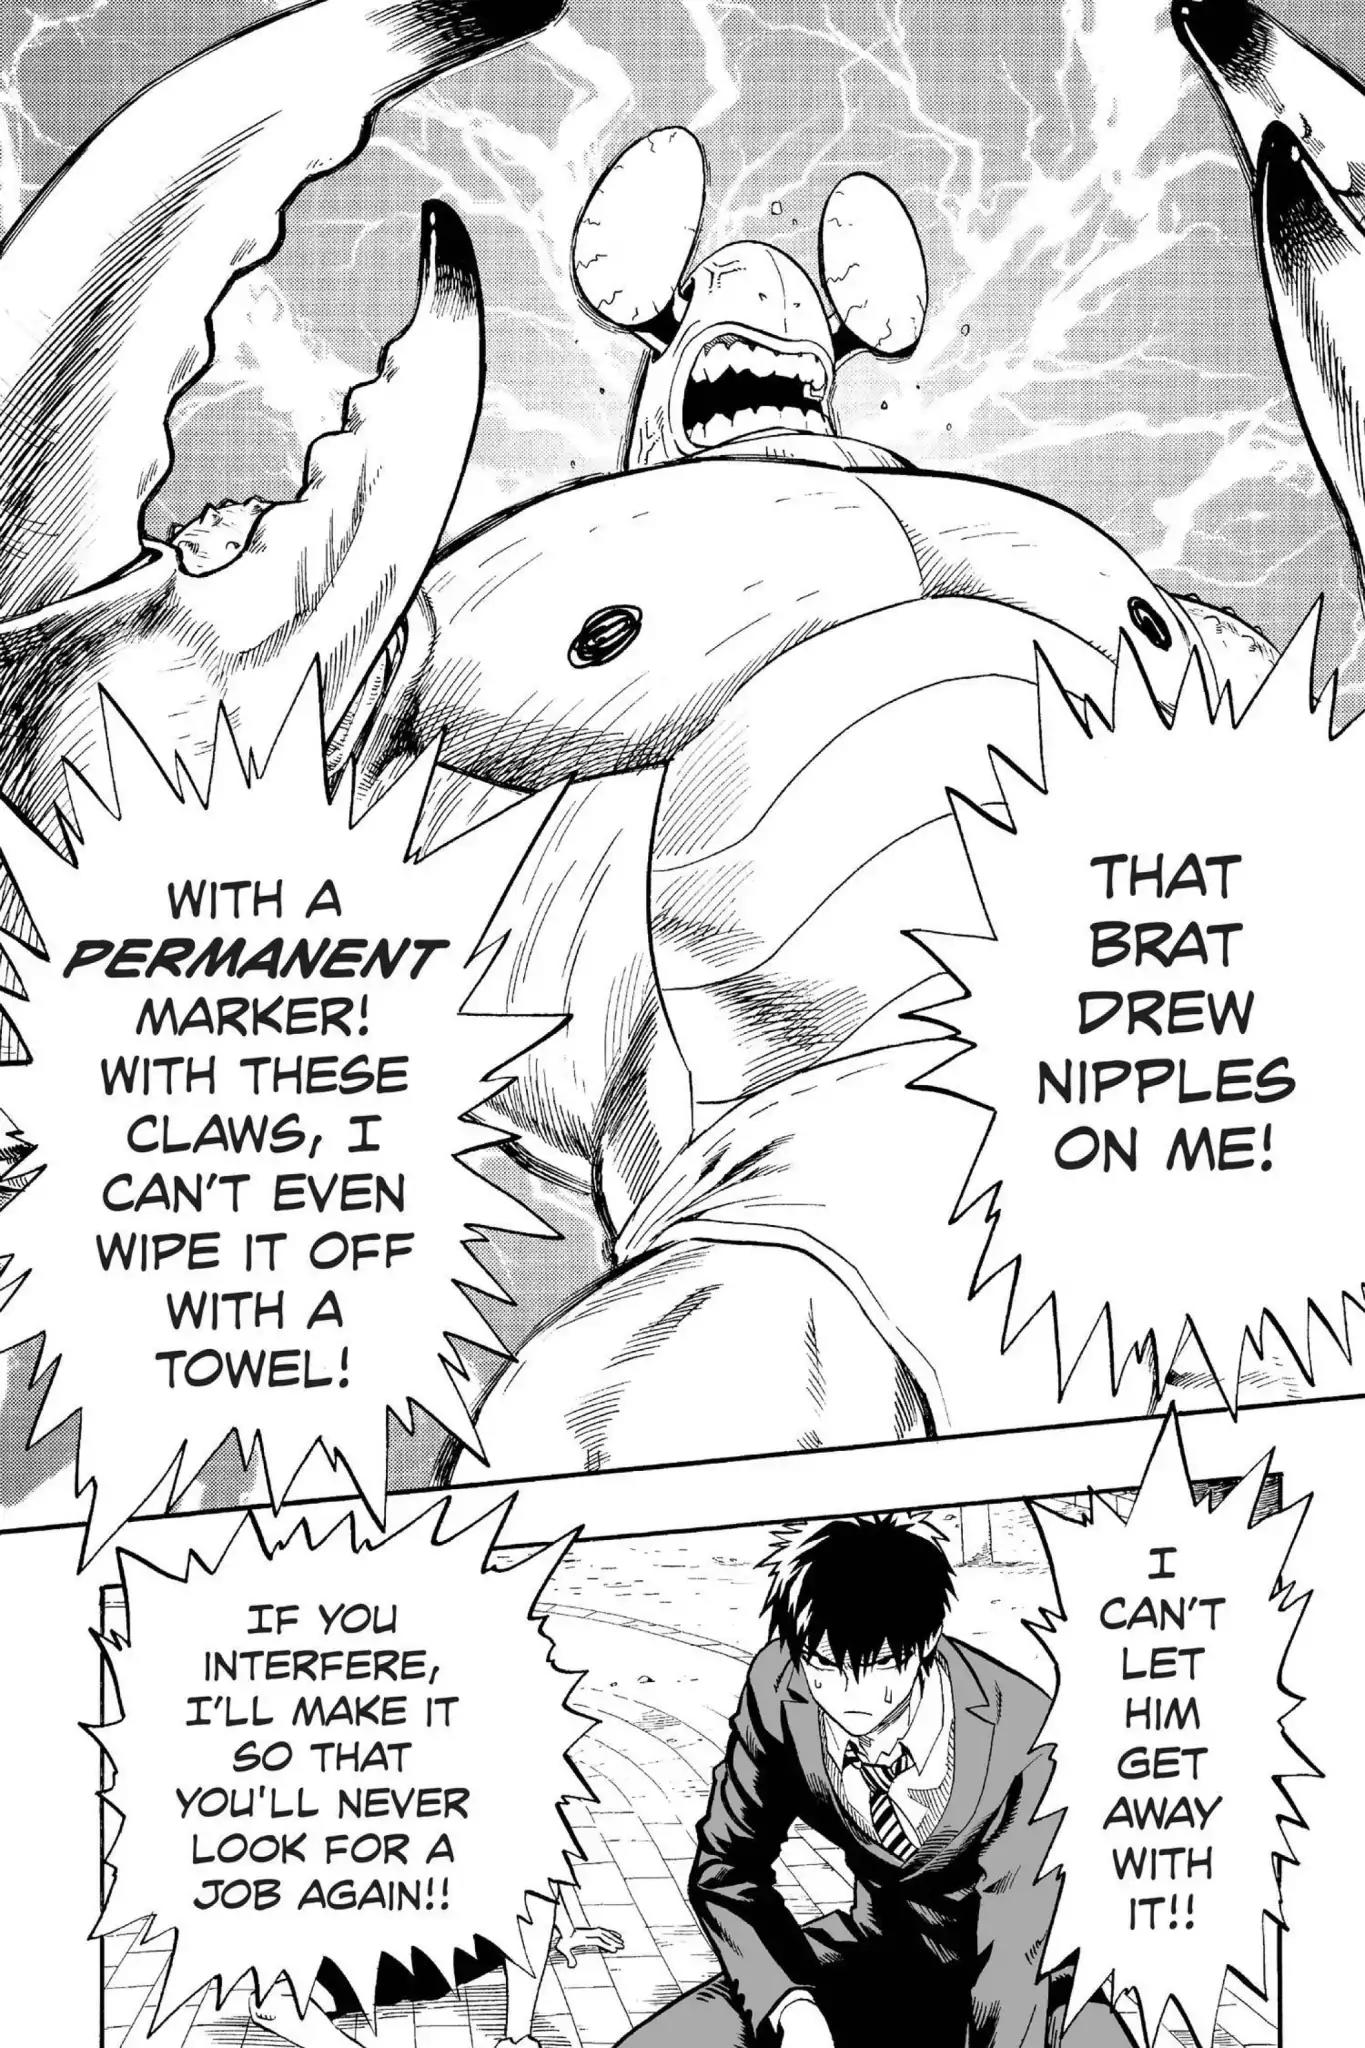 THAT
BRAT
DREW
NIPPLES
ON ME!
WITH A
PERMANENT
MARKER!
WITH THESE
CLAWS, I
CAN'T EVEN
WIPE IT OFF
WITH A
TOWEL!
I
CAN'T
LET
HIM
GET
AWAY
WITH
IT!!
IF YOU
INTERFERE,
I'LL MAKE IT
SO THAT
YOU'LL NEVER
LOOK FOR A
JOB AGAIN!!